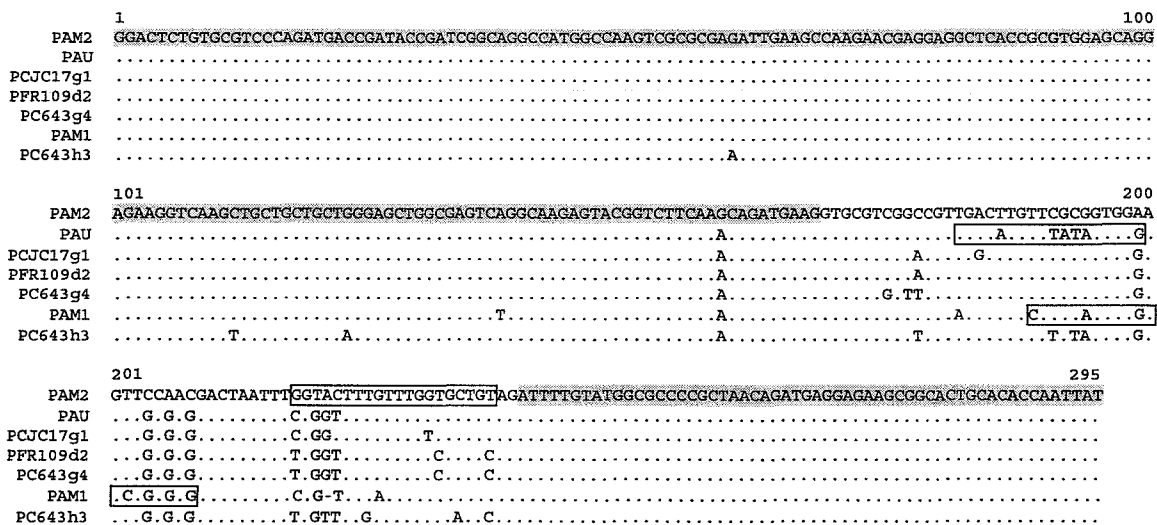 1 100
PAM2 GGACTCTGTGCGTCCCAGATGACCGATACCGATCGGCAGGCCATGGCCAAGTCGCGCGAGATTGAAGCCAAGAACGAGGAGGCTCACCGCGTGGAGCAGG
PAU ....................................................................................................
PCJC17g1 ....................................................................................................
PFR109d2 ....................................................................................................
PC643g4 ....................................................................................................
PAM1 ....................................................................................................
PC643h3 ...........................................................A........................................
101 200
PAM2 AGAAGGTCAAGCTGCTGCTGCTGGGAGCTGGCGAGTCAGGCAAGAGTACGGTCTTCAAGCAGATGAAGGTGCGTCGGCCGTTGACTTGTTCGCGGTGGAA
PAU ..........................................................A..........................A....TATA....G.
PCJC17g1 ..........................................................A..................A.....G..............G.
PFR109d2 ..........................................................A..................A....................G.
PC643g4 ..........................................................A...............G.TT....................G.
PAM1 .....................................T....................A......................A......C....A....G.
PC643h3 ...........T..........A...................................A..................T............T.TA....G.
201 295
PAM2 GTTCCAACGACTAATTTGGTACTTTGTTTGGTGCTGTAGATTTTGTATGGCGCCCCGCTAACAGATGAGGAGAAGCGGCACTGCACACCAATTAT
PAU ...G.G.G.........C.GGT.........................................................................
PCJC17g1 ...G.G.G.........C.GG.........T................................................................
PFR109d2 ...G.G.G.........T.GGT.........C....C..........................................................
PC643g4 ...G.G.G.........T.GGT.........C....C..........................................................
PAM1 .C.G.G.G.........C.G-T...A.....................................................................
PC643h3 ...G.G.G.........T.GTT..G........A..C..........................................................